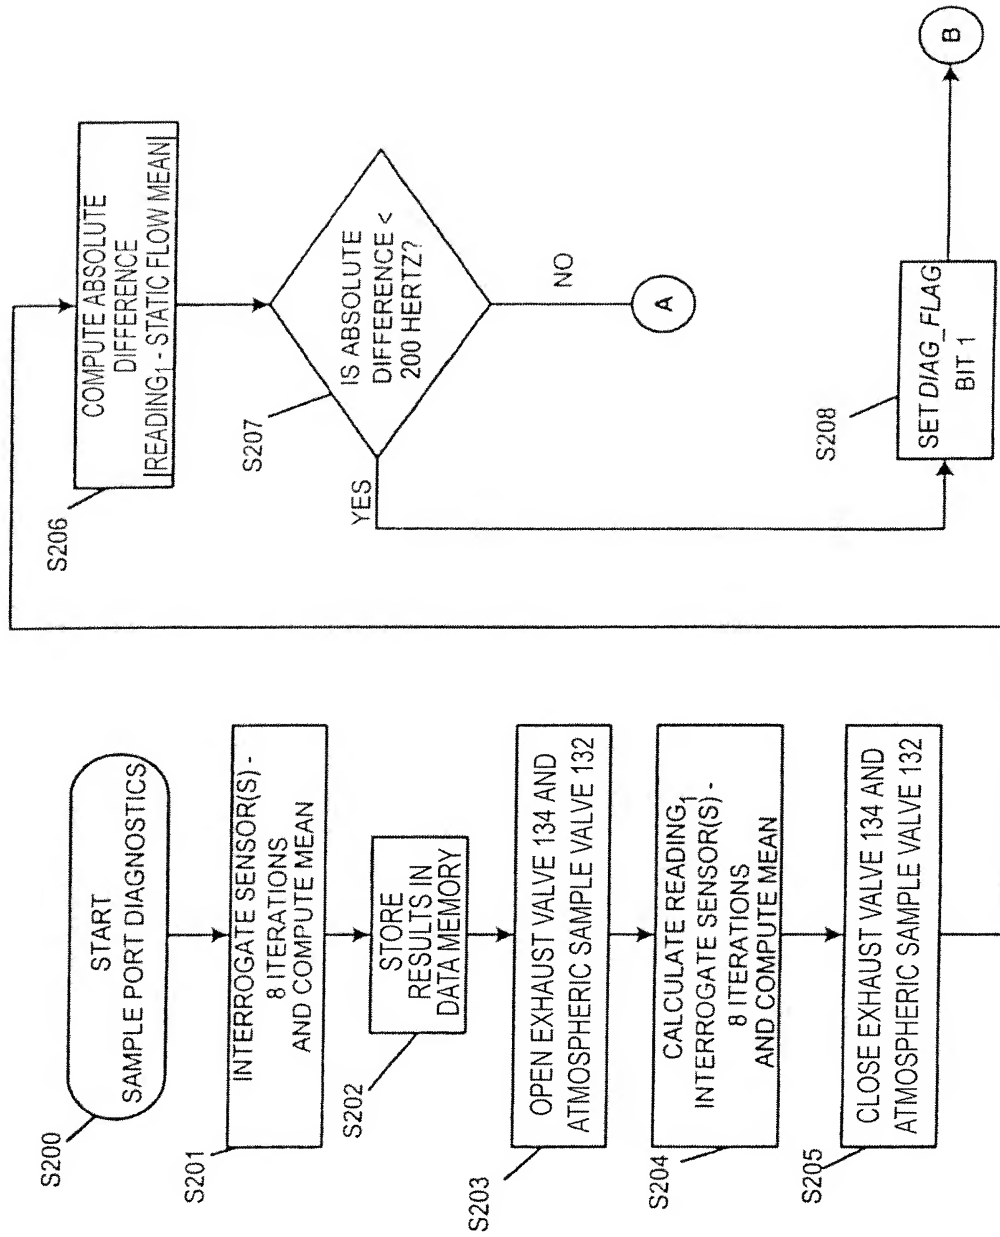 START
SAMPLE PORT DIAGNOSTICS
S200
INTERROGATE SENSOR(S) -
8 ITERATIONS
AND COMPUTE MEAN
S201
STORE
RESULTS IN
DATA MEMORY
S202
OPEN EXHAUST VALVE 134 AND
ATMOSPHERIC SAMPLE VALVE 132
S203
CALCULATE READING₁
INTERROGATE SENSOR(S) -
8 ITERATIONS
AND COMPUTE MEAN
S204
CLOSE EXHAUST VALVE 134 AND
ATMOSPHERIC SAMPLE VALVE 132
S205
COMPUTE ABSOLUTE
DIFFERENCE
|READING₁ - STATIC FLOW MEAN|
S206
IS ABSOLUTE
DIFFERENCE <
200 HERTZ?
S207
YES
NO
A
SET DIAG_FLAG
BIT 1
S208
B